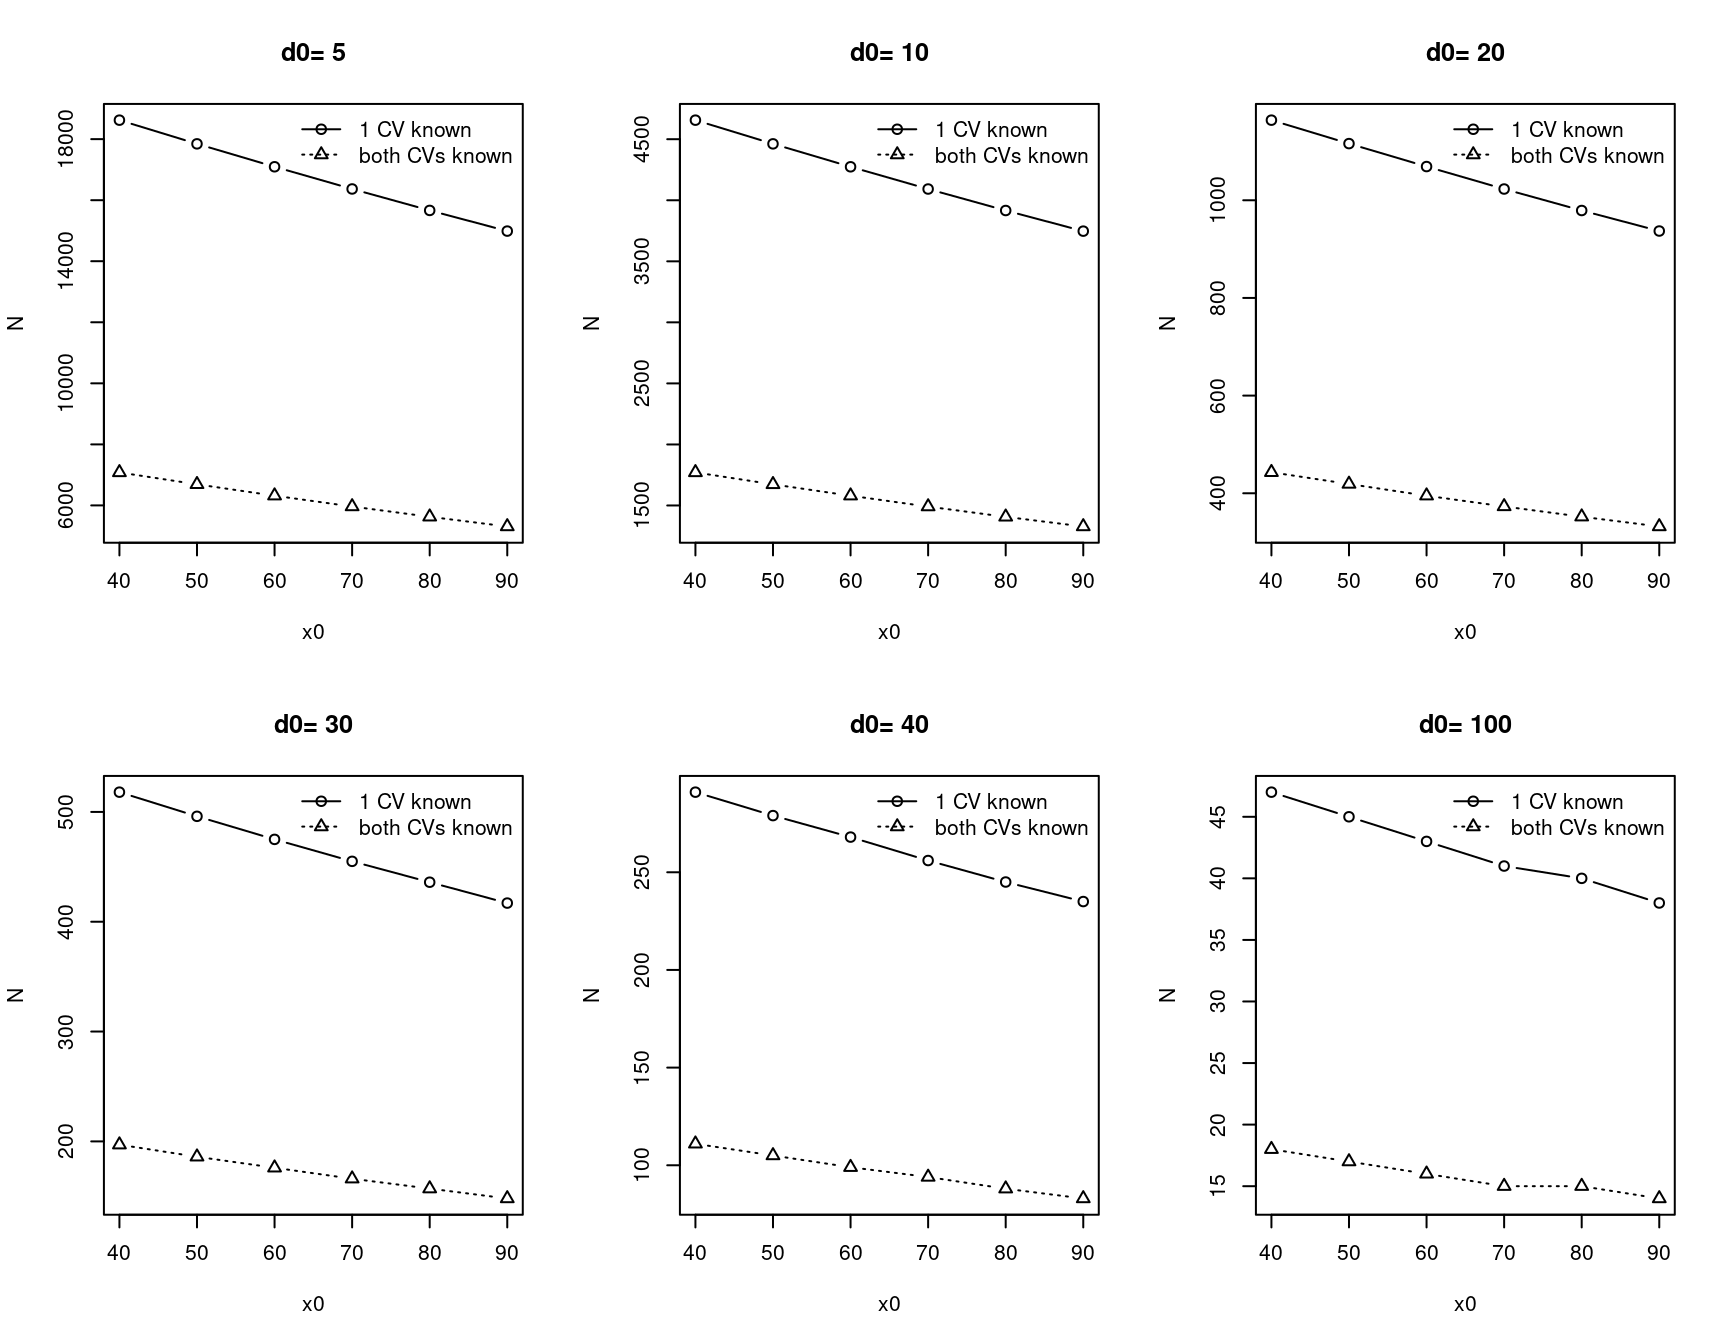 d0= 5
1 CV known
both CVs known
18000
14000
10000
6000
N
40 50 60 70 80 90
x0
d0= 10
1 CV known
both CVs known
4500
3500
2500
1500
N
40 50 60 70 80 90
x0
d0= 20
1 CV known
both CVs known
1000
800
600
400
N
40 50 60 70 80 90
x0
d0= 30
1 CV known
both CVs known
500
400
300
200
N
40 50 60 70 80 90
x0
d0= 40
1 CV known
both CVs known
250
200
150
100
N
40 50 60 70 80 90
x0
d0= 100
1 CV known
both CVs known
45
40
35
30
25
20
15
N
40 50 60 70 80 90
x0